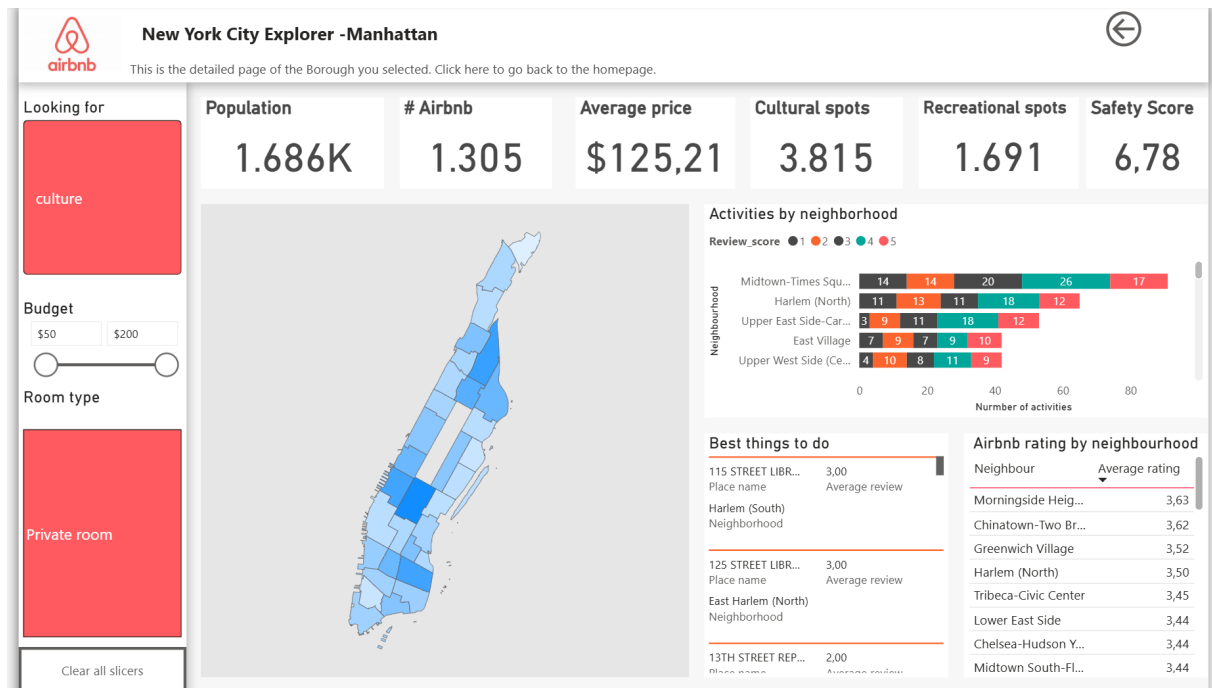 airbnb
New York City Explorer -Manhattan
This is the detailed page of the Borough you selected. Click here to go back to the homepage.
Looking for
culture
Budget
$50 $200
Room type
Private room
Clear all slicers
Population
1.686K
# Airbnb
1.305
Average price
$125,21
Cultural spots
3.815
Recreational spots
1.691
Safety Score
6,78
Activities by neighborhood
Review_score 1 2 3 4 5
Neighbourhood
Midtown-Times Squ... 14 14 20 26 17
Harlem (North) 11 13 11 18 12
Upper East Side-Car... 3 9 11 18 12
East Village 7 9 7 9 10
Upper West Side (Ce... 4 10 8 11 9
0 20 40 60 80
Nurmber of activities
Best things to do
115 STREET LIBR... 3,00
Place name Average review
Harlem (South)
Neighborhood
125 STREET LIBR... 3,00
Place name Average review
East Harlem (North)
Neighborhood
13TH STREET REP... 2,00
Place name Average review
Airbnb rating by neighbourhood
Neighbour Average rating
Morningside Heig... 3,63
Chinatown-Two Br... 3,62
Greenwich Village 3,52
Harlem (North) 3,50
Tribeca-Civic Center 3,45
Lower East Side 3,44
Chelsea-Hudson Y... 3,44
Midtown South-Fl... 3,44